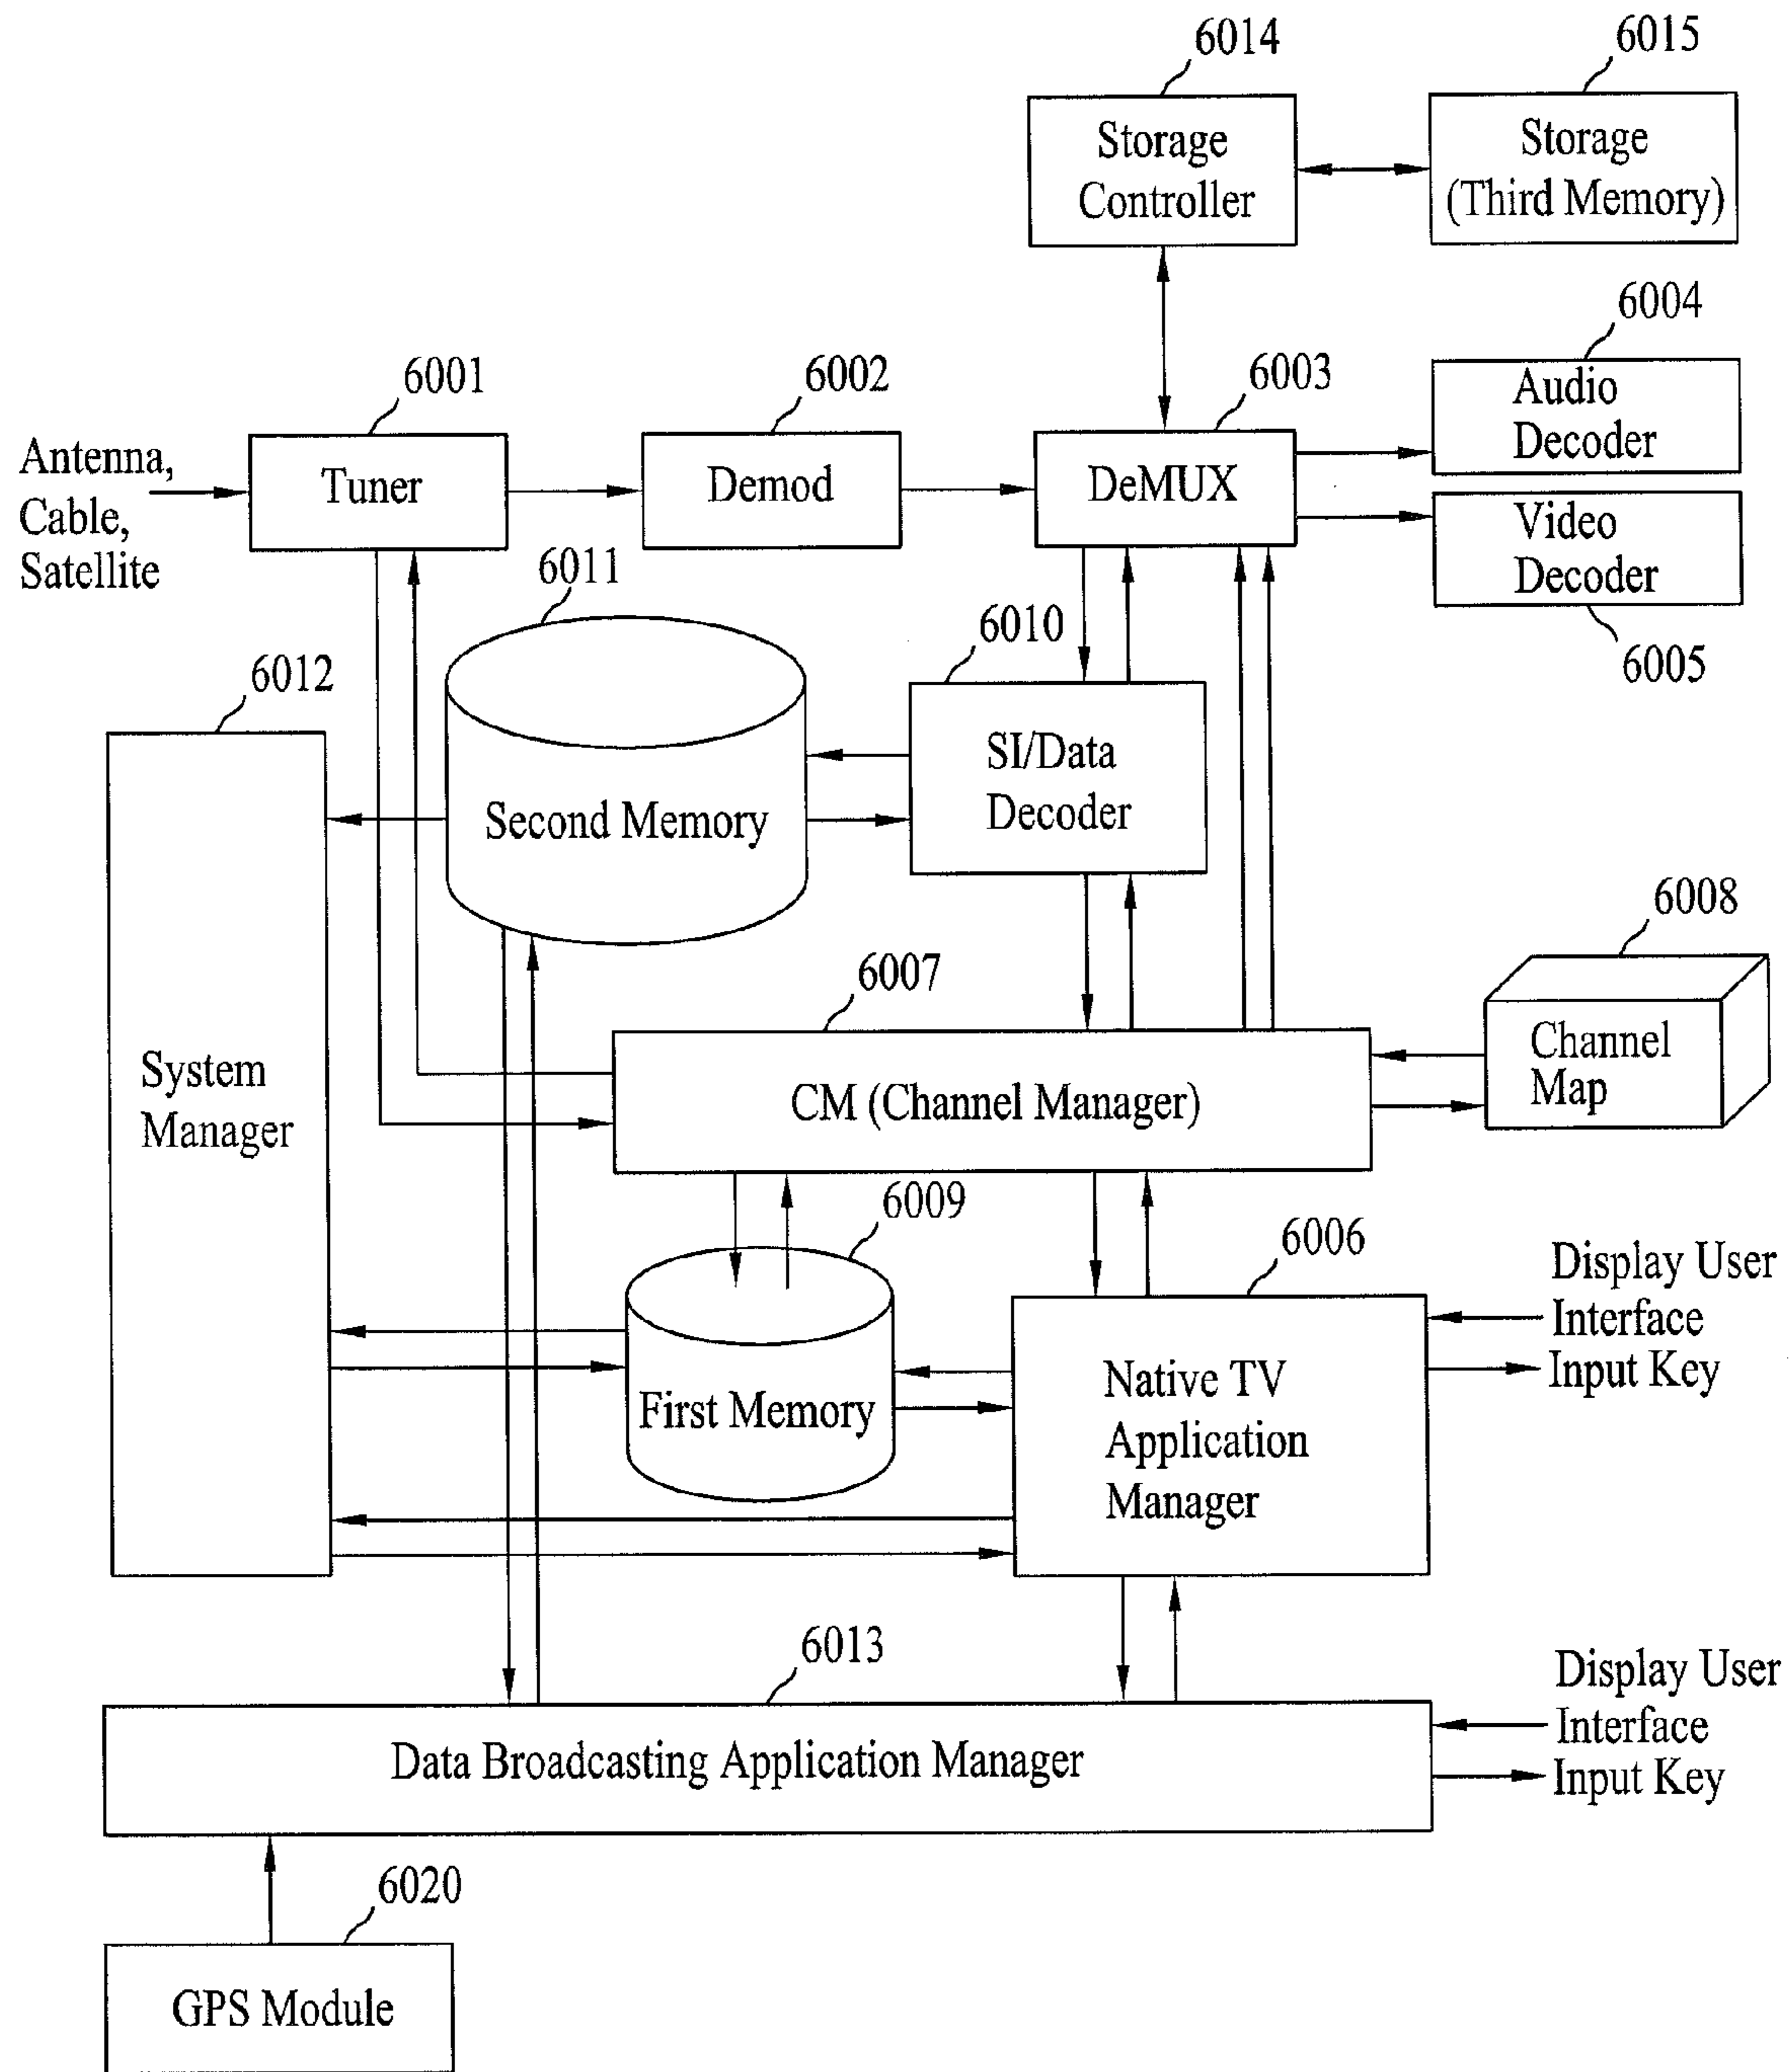 6014
6015
Storage
Controller
Storage
(Third Memory)
6004
6001
6002
6003
Audio
Decoder
Antenna,
Cable,
Satellite
Tuner
Demod
DeMUX
Video
Decoder
6005
6011
6010
6012
SI/Data
Decoder
Second Memory
6008
6007
System
Manager
CM (Channel Manager)
Channel
Map
6009
6006
Display User
Interface
Input Key
First Memory
Native TV
Application
Manager
6013
Display User
Interface
Input Key
Data Broadcasting Application Manager
6020
GPS Module